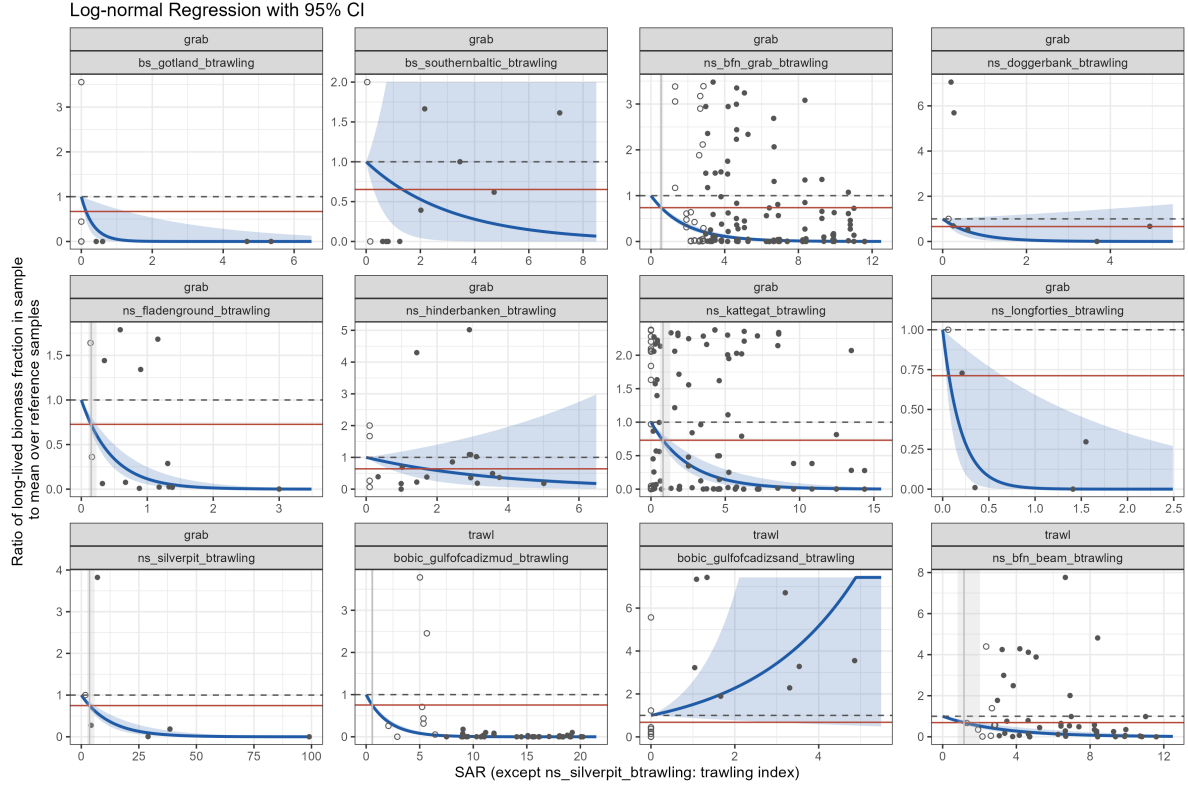 Log-normal Regression with 95% CI
Ratio of long-lived biomass fraction in sample
to mean over reference samples
grab
bs_gotland_btrawling
0 1 2 3
0 2 4 6
grab
bs_southernbaltic_btrawling
0.0 0.5 1.0 1.5 2.0
0 2 4 6 8
grab
ns_bfn_grab_btrawling
0 1 2 3
0 4 8 12
grab
ns_doggerbank_btrawling
0 2 4 6
0 2 4
grab
ns_fladenground_btrawling
0.0 0.5 1.0 1.5
0 1 2 3
grab
ns_hinderbanken_btrawling
0 1 2 3 4 5
0 2 4 6
grab
ns_kattegat_btrawling
0.0 0.5 1.0 1.5 2.0
0 5 10 15
grab
ns_longforties_btrawling
0.00 0.25 0.50 0.75 1.00
0.0 0.5 1.0 1.5 2.0 2.5
grab
ns_silverpit_btrawling
0 1 2 3 4
0 25 50 75 100
trawl
bobic_gulfofcadizmud_btrawling
0 1 2 3
0 5 10 15 20
trawl
bobic_gulfofcadizsand_btrawling
0 2 4 6
0 2 4
trawl
ns_bfn_beam_btrawling
0 2 4 6 8
0 4 8 12
SAR (except ns_silverpit_btrawling: trawling index)